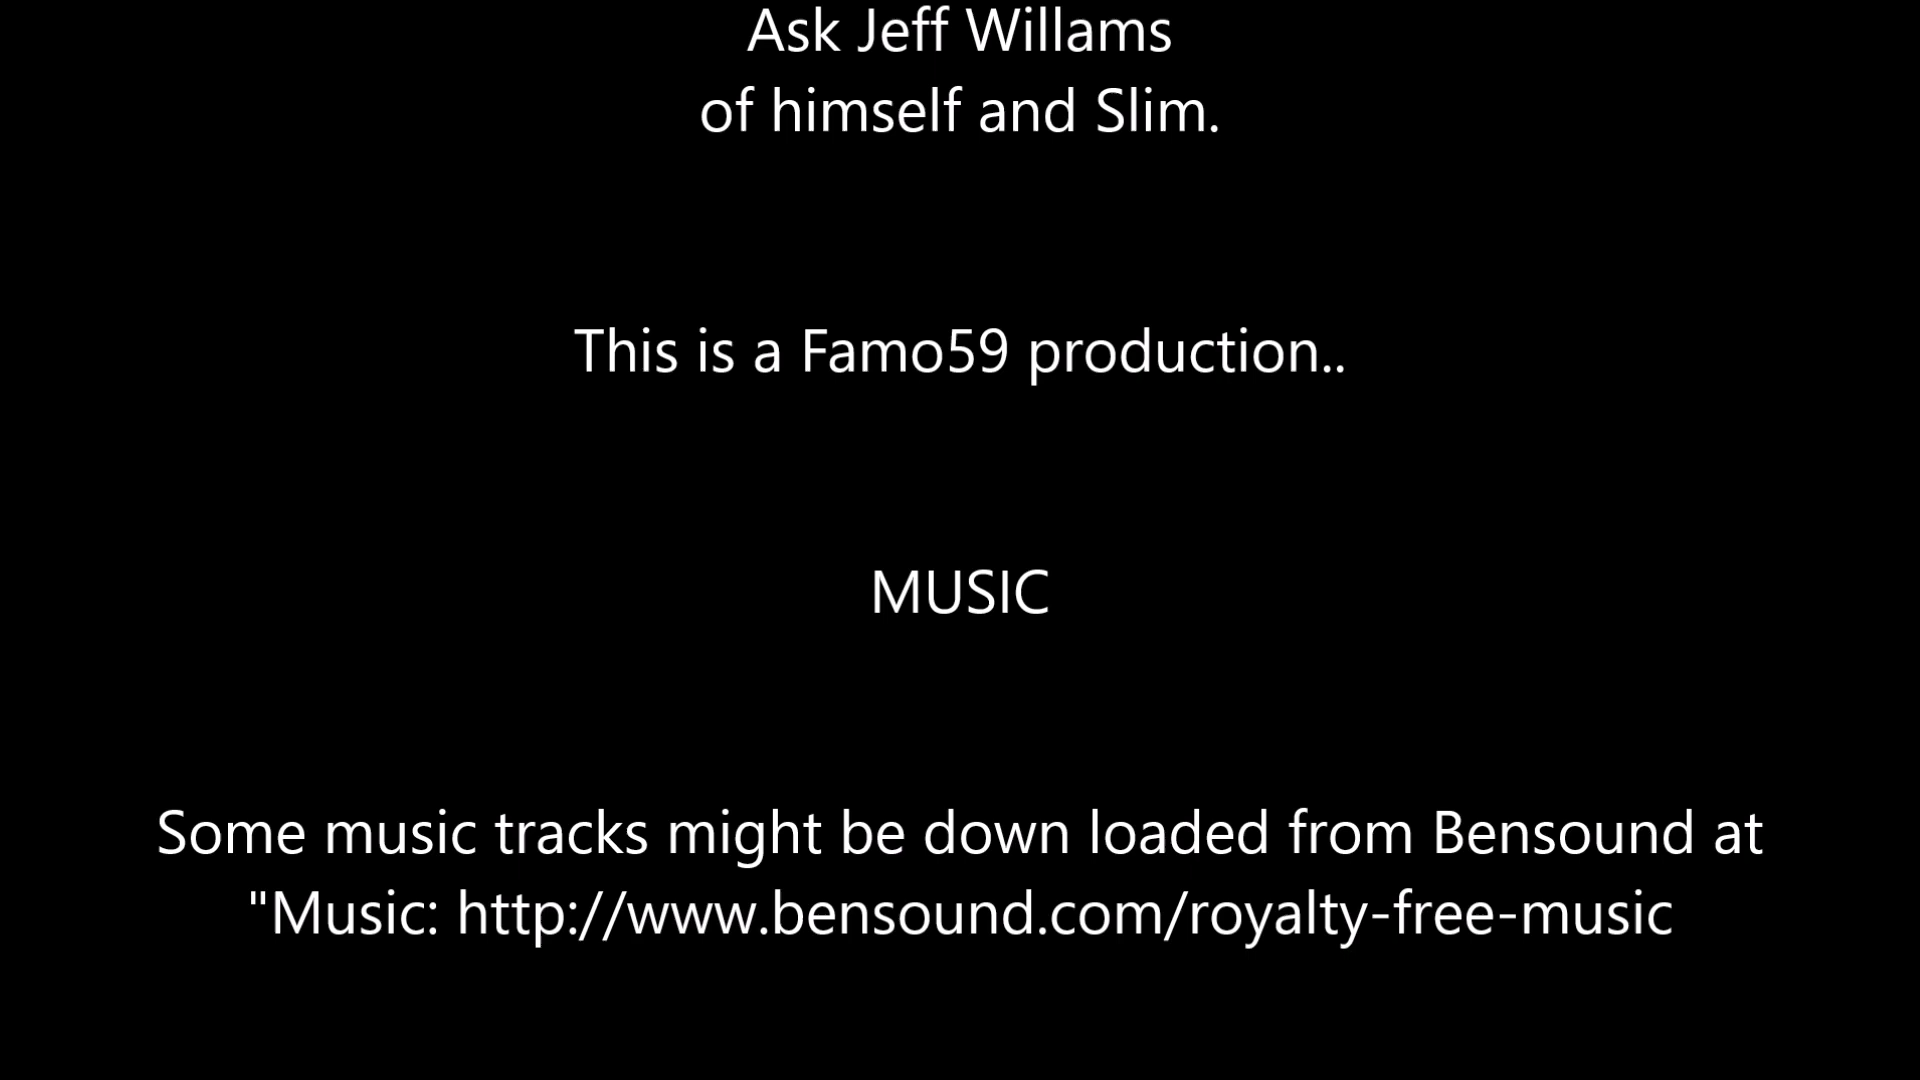 Ask Jeff Willams
of himself and Slim.
This is a Famo59 production..
MUSIC
Some music tracks might be down loaded from Bensound at
"Music: http://www.bensound.com/royalty-free-music